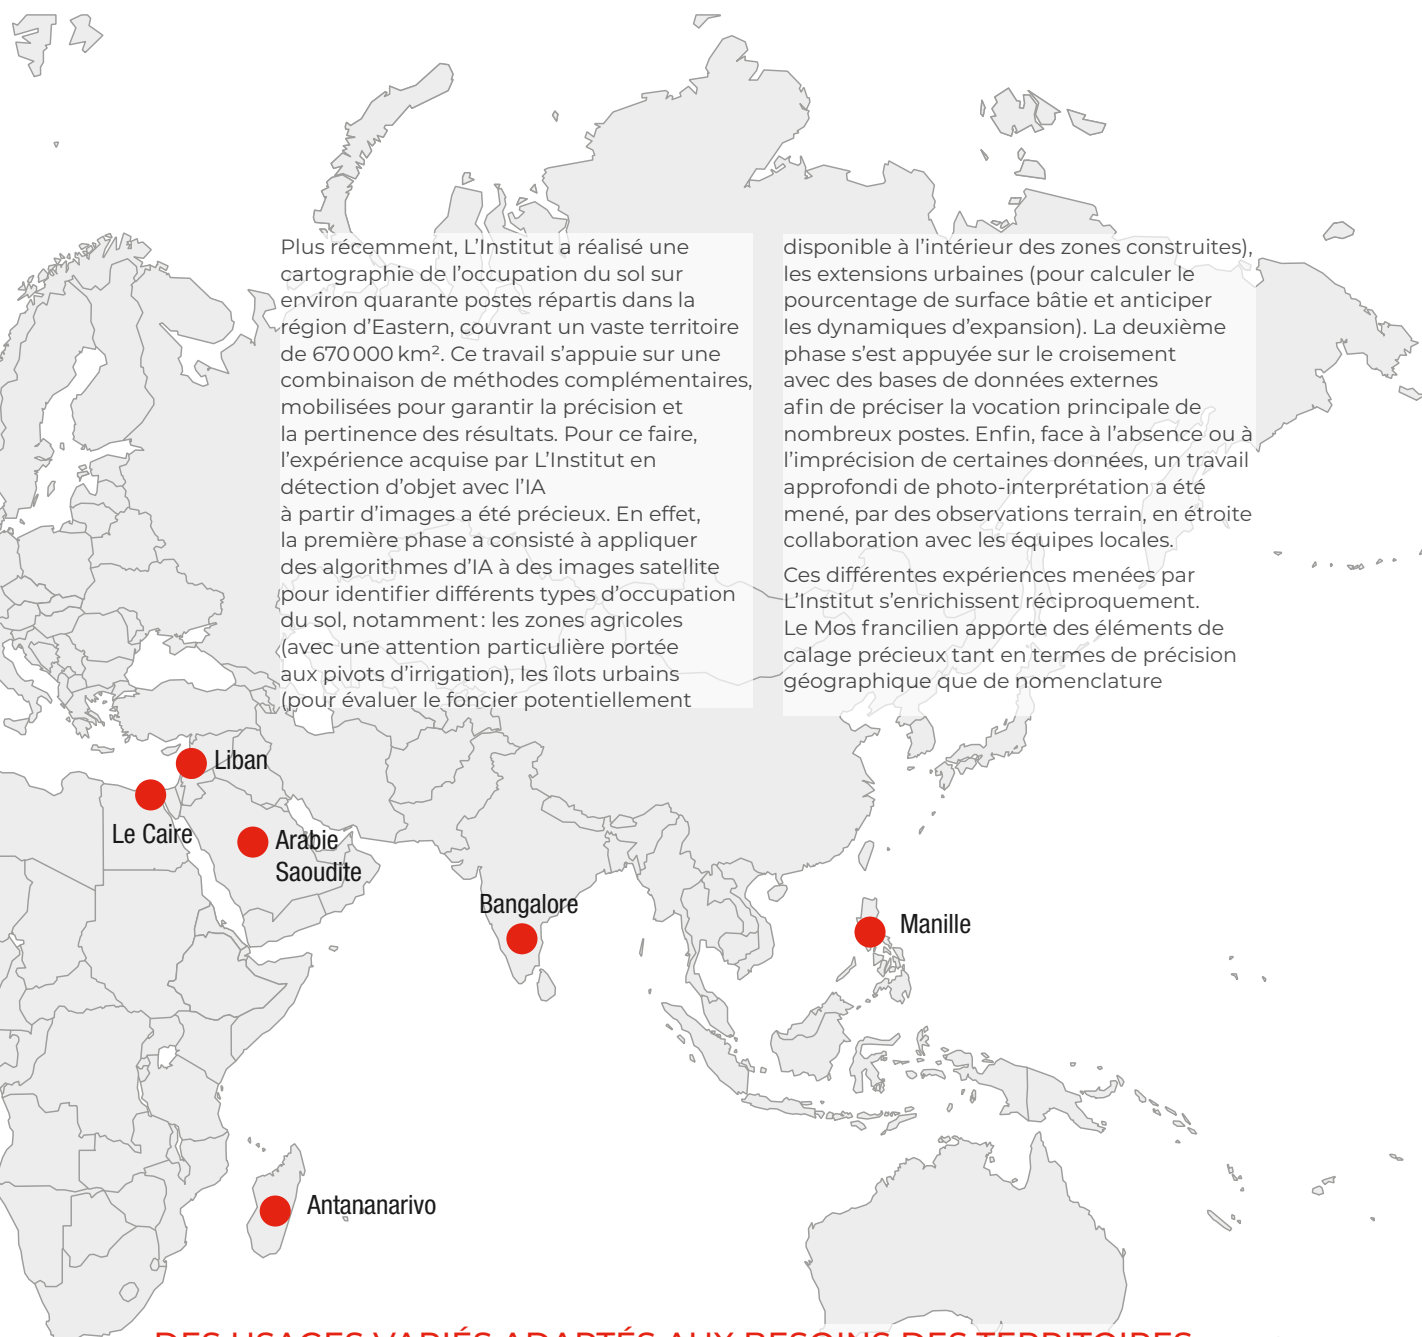 Plus récemment, L’Institut a réalisé une
cartographie de l’occupation du sol sur
environ quarante postes répartis dans la
région d’Eastern, couvrant un vaste territoire
de 670 000 km². Ce travail s’appuie sur une
combinaison de méthodes complémentaires,
mobilisées pour garantir la précision et
la pertinence des résultats. Pour ce faire,
l’expérience acquise par L’Institut en
détection d’objet avec l’IA
à partir d’images a été précieux. En effet,
la première phase a consisté à appliquer
des algorithmes d’IA à des images satellite
pour identifier différents types d’occupation
du sol, notamment : les zones agricoles
(avec une attention particulière portée
aux pivots d’irrigation), les îlots urbains
(pour évaluer le foncier potentiellement
disponible à l’intérieur des zones construites),
les extensions urbaines (pour calculer le
pourcentage de surface bâtie et anticiper
les dynamiques d’expansion). La deuxième
phase s’est appuyée sur le croisement
avec des bases de données externes
afin de préciser la vocation principale de
nombreux postes. Enfin, face à l’absence ou à
l’imprécision de certaines données, un travail
approfondi de photo-interprétation a été
mené, par des observations terrain, en étroite
collaboration avec les équipes locales.
Ces différentes expériences menées par
L’Institut s’enrichissent réciproquement.
Le Mos francilien apporte des éléments de
calage précieux tant en termes de précision
géographique que de nomenclature
Liban
Le Caire
Arabie
Saoudite
Bangalore
Manille
Antananarivo
DES USAGES VARIÉS ADAPTÉS AUX BESOINS DES TERRITOIRES